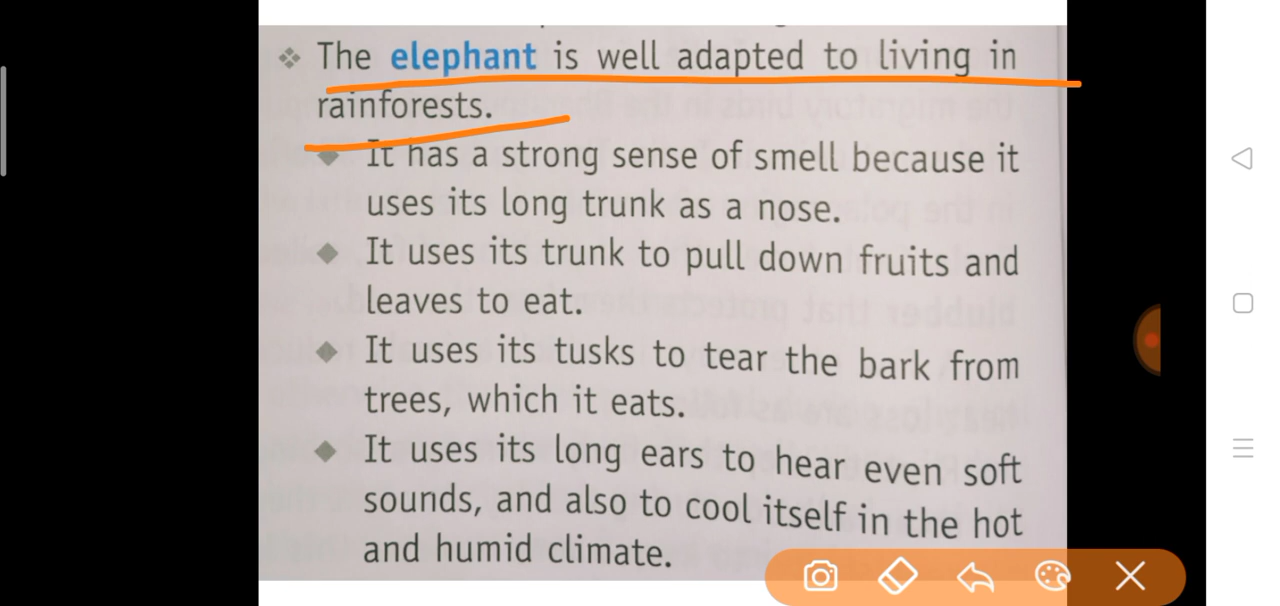 ❖ The elephant is well adapted to living in
rainforests.
◆ It has a strong sense of smell because it
uses its long trunk as a nose.
◆ It uses its trunk to pull down fruits and
leaves to eat.
◆ It uses its tusks to tear the bark from
trees, which it eats.
◆ It uses its long ears to hear even soft
sounds, and also to cool itself in the hot
and humid climate.